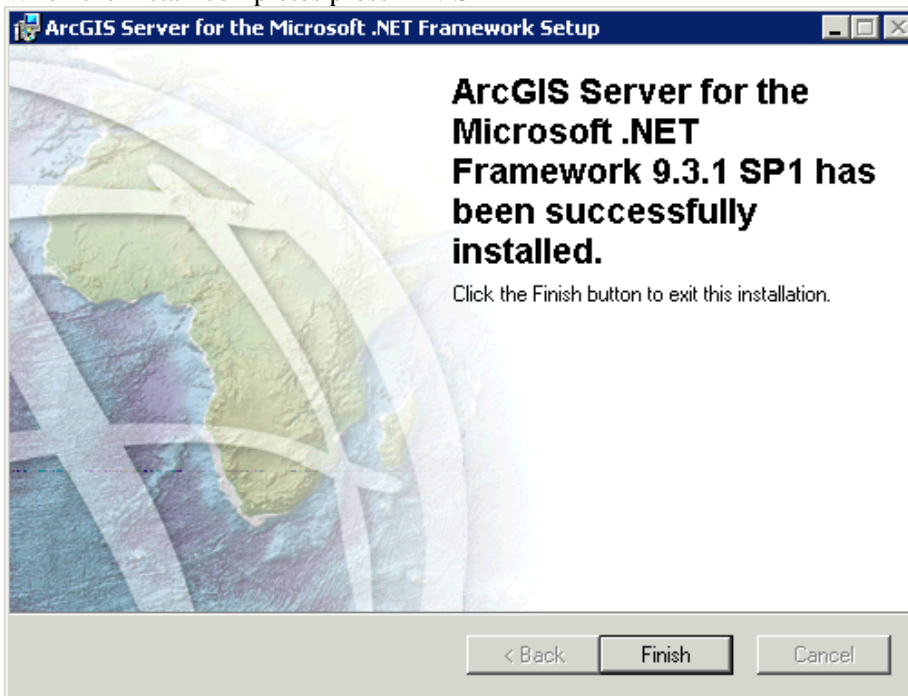 ArcGIS Server for the Microsoft .NET Framework Setup
ArcGIS Server for the
Microsoft .NET
Framework 9.3.1 SP1 has
been successfully
installed.
Click the Finish button to exit this installation.
< Back
Finish
Cancel